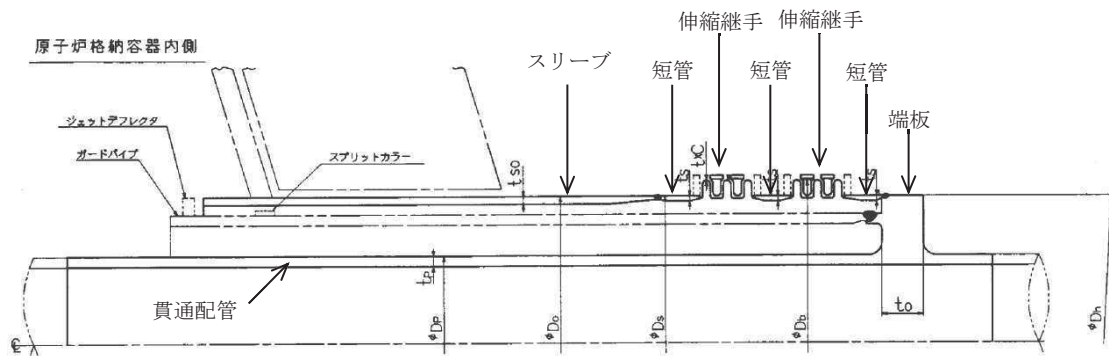 原子炉格納容器内側
ジェットデフレクタ
ガードパイプ
スプリットカラー
スリーブ
短管
伸縮継手
短管
伸縮継手
短管
端板
tso
ts
t×C
ts
ts
貫通配管
tp
φDp
φDo
φDs
φDb
to
φDh